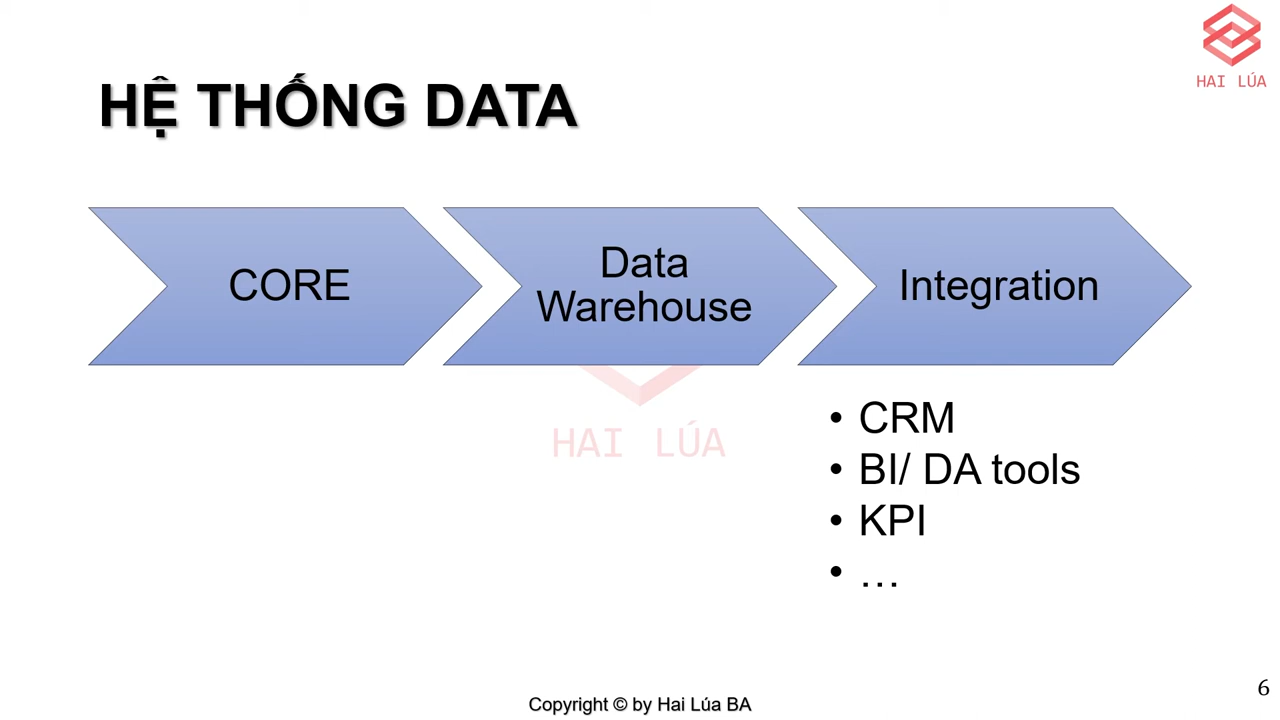 HAI LÚA
HỆ THỐNG DATA
CORE
Data
Warehouse
Integration
• CRM
• BI/ DA tools
• KPI
• …
HAI LÚA
Copyright © by Hai Lúa BA
6